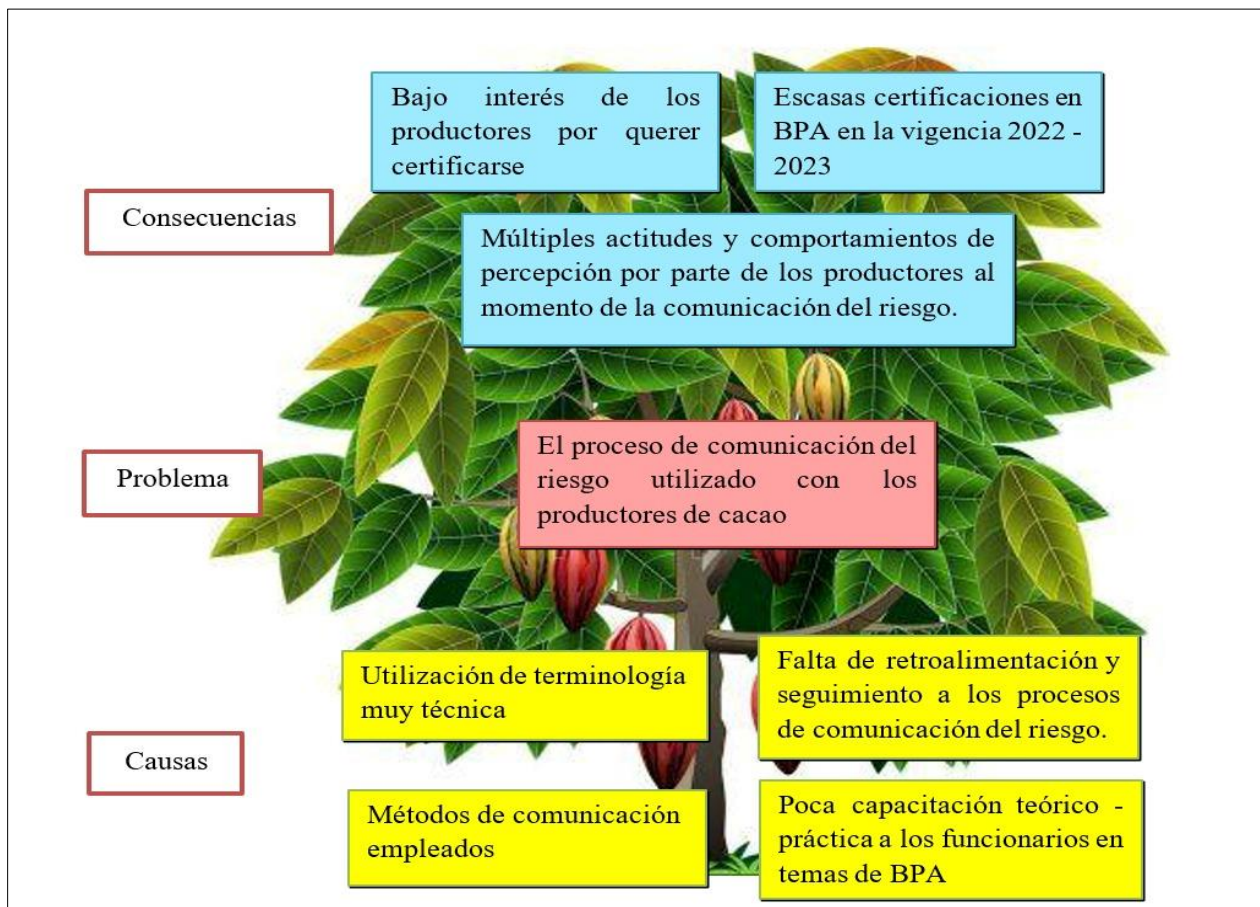 Bajo interés de los
productores por querer
certificarse
Escasas certificaciones en
BPA en la vigencia 2022 -
2023
Consecuencias
Múltiples actitudes y comportamientos de
percepción por parte de los productores al
momento de la comunicación del riesgo.
Problema
El proceso de comunicación del
riesgo utilizado con los
productores de cacao
Utilización de terminología
muy técnica
Falta de retroalimentación y
seguimiento a los procesos
de comunicación del riesgo.
Causas
Métodos de comunicación
empleados
Poca capacitación teórico -
práctica a los funcionarios en
temas de BPA